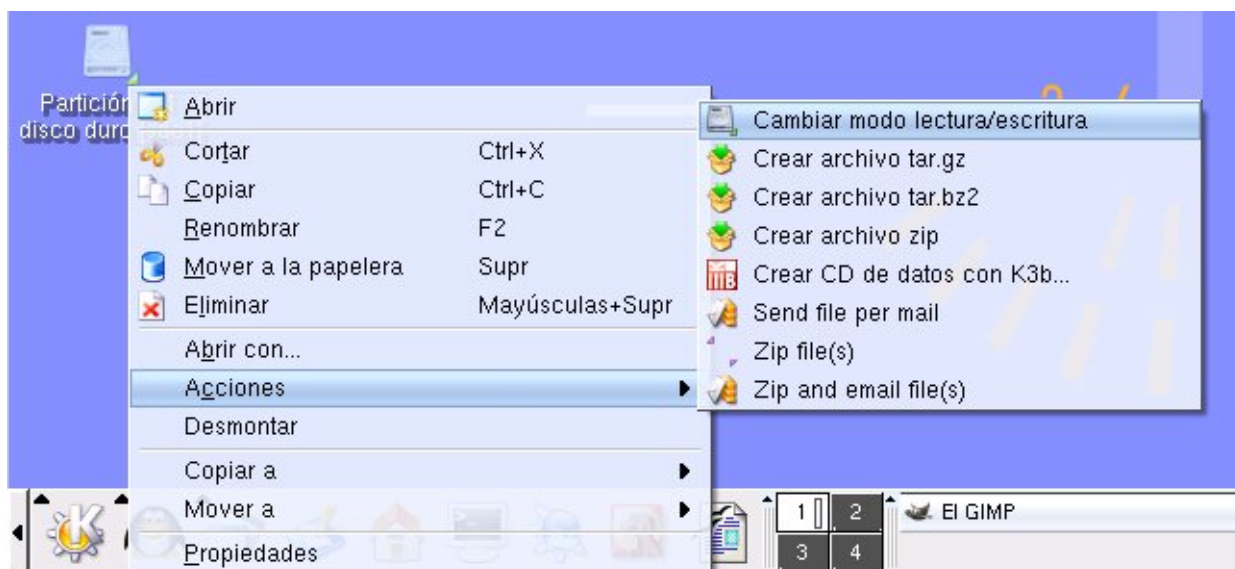 Partición
disco duro
Abrir
Cortar Ctrl+X
Copiar Ctrl+C
Renombrar F2
Mover a la papelera Supr
Eliminar Mayúsculas+Supr
Abrir con...
Acciones
Desmontar
Copiar a
Mover a
Propiedades
Cambiar modo lectura/escritura
Crear archivo tar.gz
Crear archivo tar.bz2
Crear archivo zip
Crear CD de datos con K3b...
Send file per mail
Zip file(s)
Zip and email file(s)
1 2
3 4
El GIMP